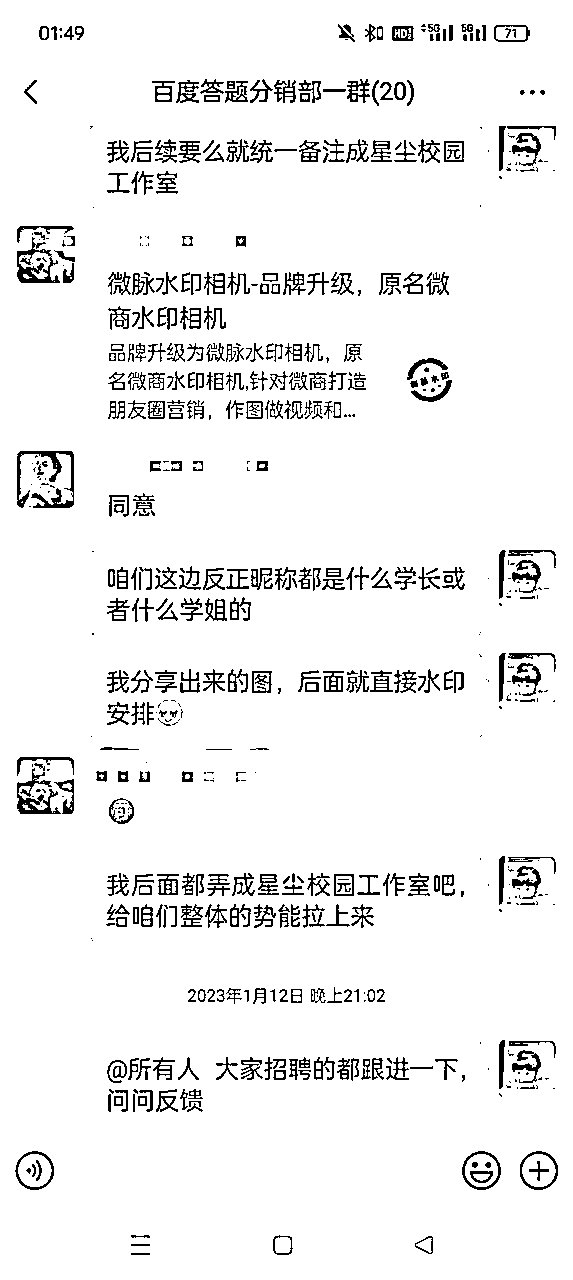 01:49
HD 5G 5G 71
百度答题分销部一群(20)
我后续要么就统一备注成星尘校园
工作室
微脉水印相机-品牌升级，原名微
商水印相机
品牌升级为微脉水印相机，原
名微商水印相机,针对微商打造
朋友圈营销，作图做视频和...
同意
咱们这边反正昵称都是什么学长或
者什么学姐的
我分享出来的图，后面就直接水印
安排
我后面都弄成星尘校园工作室吧，
给咱们整体的势能拉上来
2023年1月12日 晚上21:02
@所有人 大家招聘的都跟进一下，
问问反馈